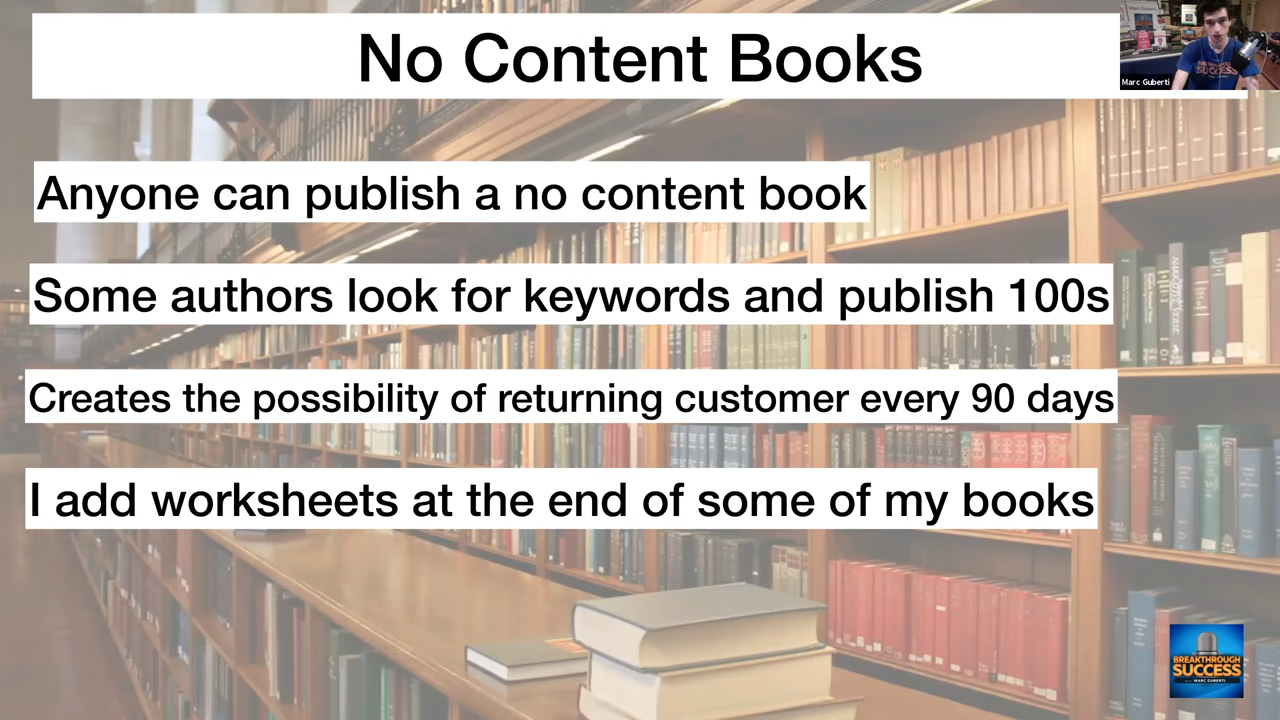 No Content Books
Marc Guberti
Anyone can publish a no content book
Some authors look for keywords and publish 100s
Creates the possibility of returning customer every 90 days
I add worksheets at the end of some of my books
BREAKTHROUGH
SUCCESS
MARC GUBERTI